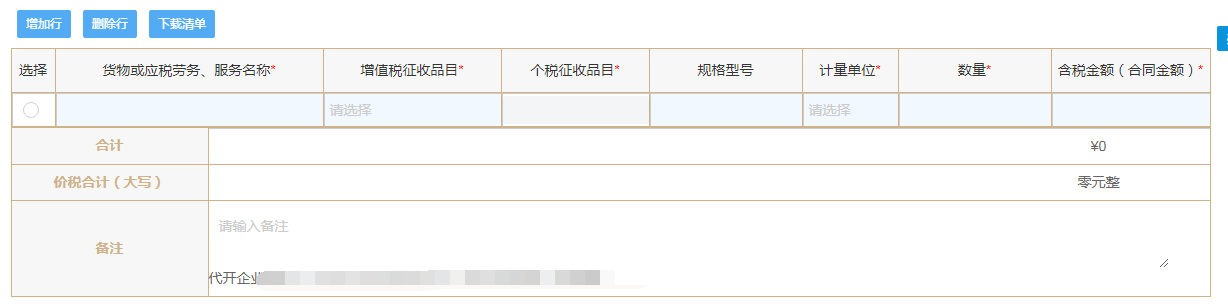 增加行 删除行 下载清单
选择 货物或应税劳务、服务名称* 增值税征收品目* 个税征收品目* 规格型号 计量单位* 数量* 含税金额（合同金额）*
请选择 请选择
合计 ¥0
价税合计（大写） 零元整
备注
请输入备注
代开企业